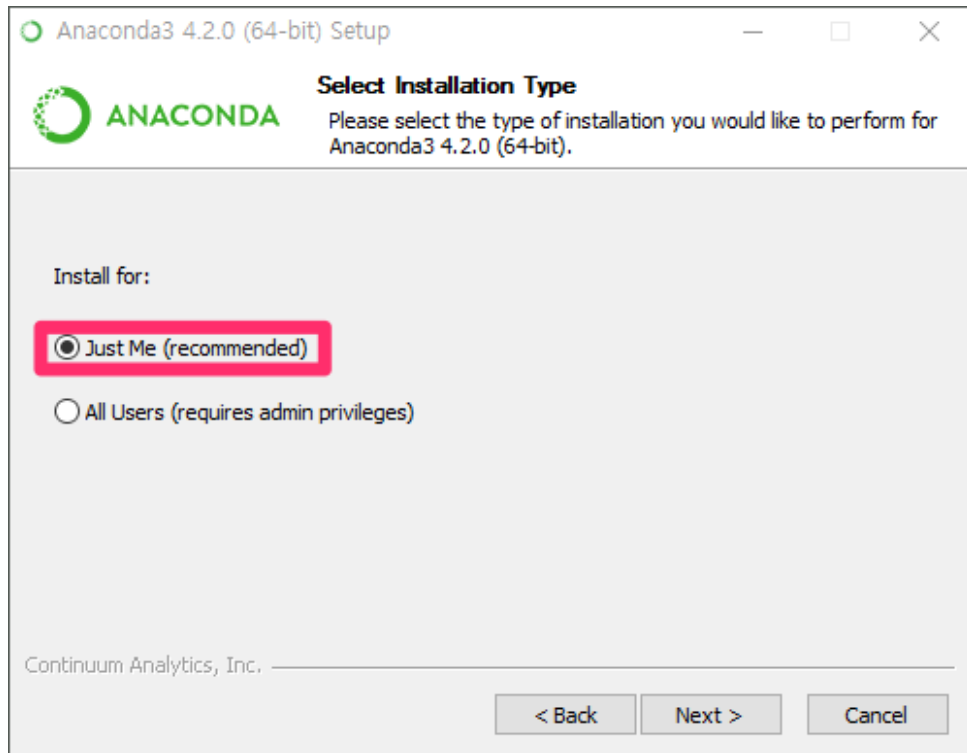 Anaconda3 4.2.0 (64-bit) Setup
ANACONDA
Select Installation Type
Please select the type of installation you would like to perform for
Anaconda3 4.2.0 (64-bit).
Install for:
Just Me (recommended)
All Users (requires admin privileges)
Continuum Analytics, Inc.
< Back Next > Cancel